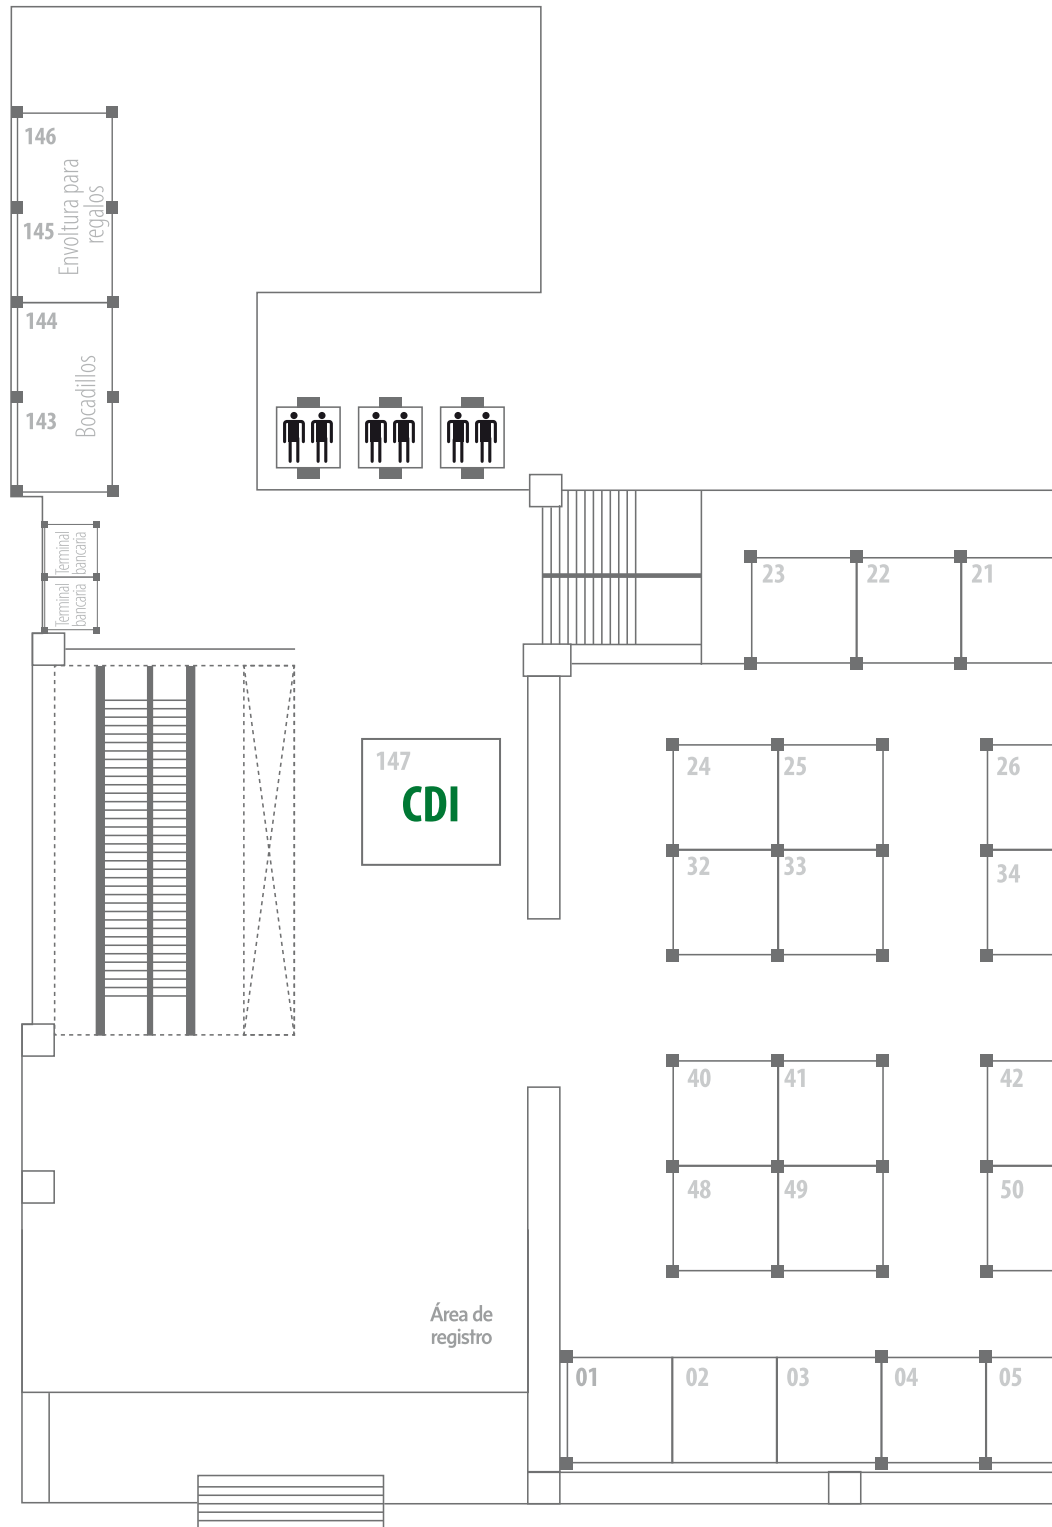 146
Envoltura para
regalos
145
144
Bocadillos
143
Terminal
bancaria
Terminal
bancaria
23
22
21
147
CDI
24
25
26
32
33
34
40
41
42
48
49
50
Área de
registro
01
02
03
04
05